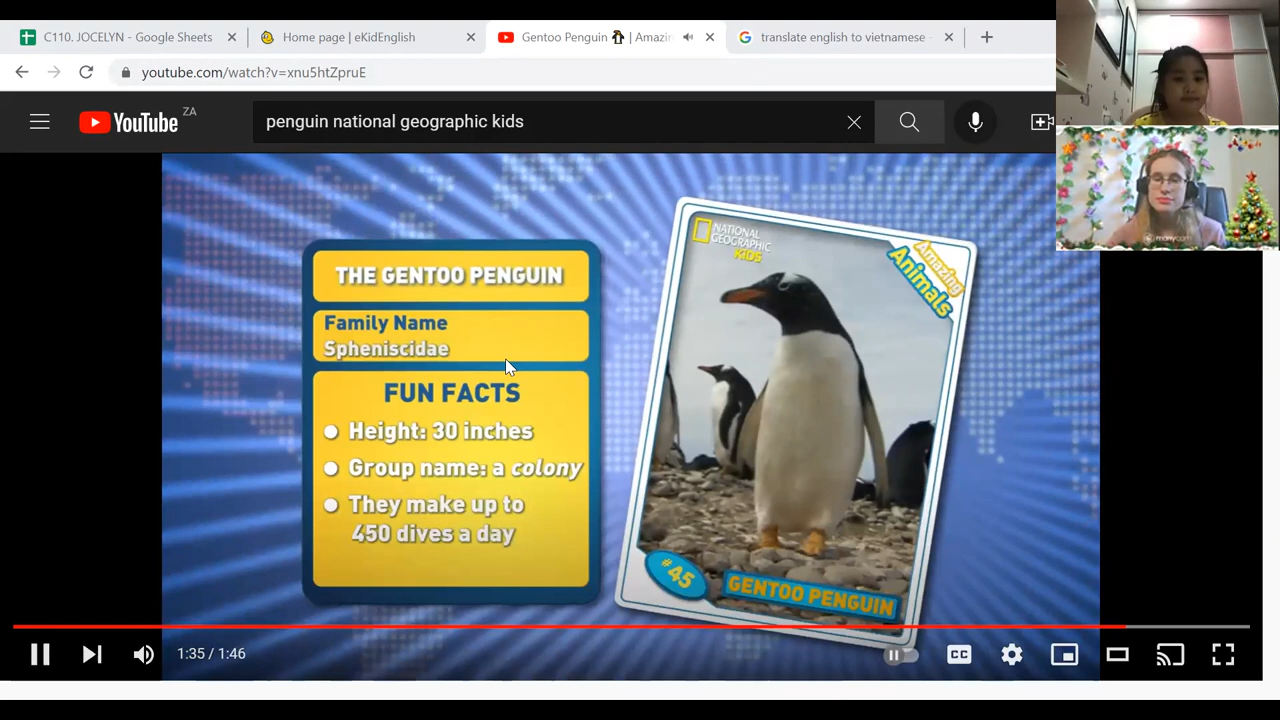 C110. JOCELYN - Google Sheets
Home page | eKidEnglish
Gentoo Penguin 🐧 | Amazin
translate english to vietnamese -
youtube.com/watch?v=xnu5htZpruE
YouTube ZA
penguin national geographic kids
THE GENTOO PENGUIN
Family Name
Spheniscidae
FUN FACTS
Height: 30 inches
Group name: a colony
They make up to
450 dives a day
NATIONAL
GEOGRAPHIC
KIDS
Amazing
Animals
#45
GENTOO PENGUIN
1:35 / 1:46
CC